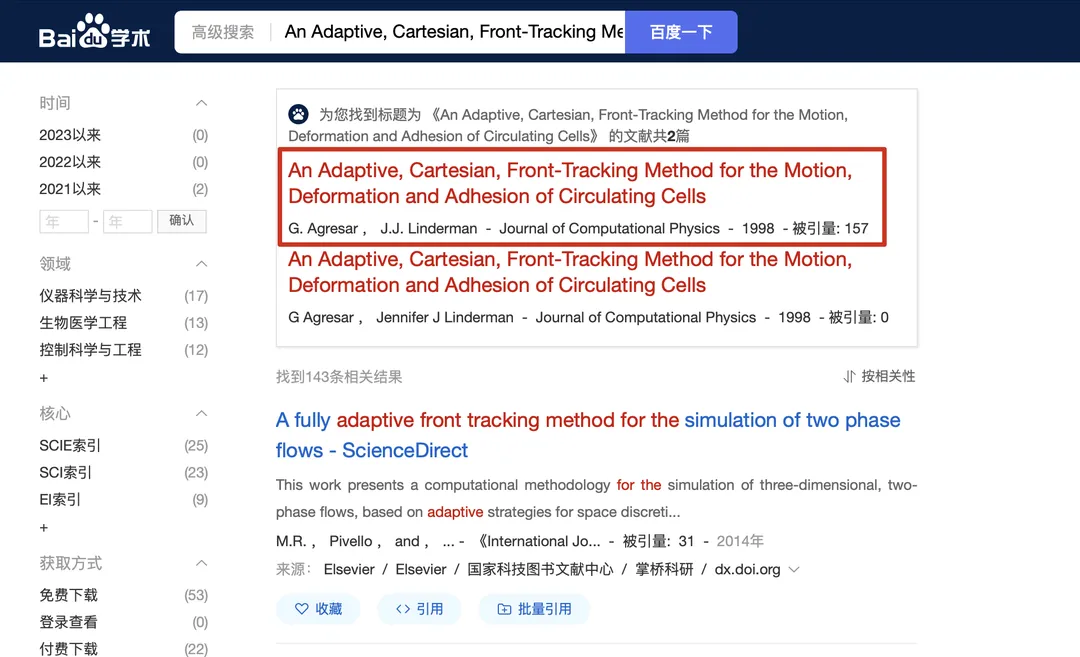 Bai du 学术
高级搜索
An Adaptive, Cartesian, Front-Tracking Me
百度一下
时间
2023以来 (0)
2022以来 (0)
2021以来 (2)
年 - 年 确认
领域
仪器科学与技术 (17)
生物医学工程 (13)
控制科学与工程 (12)
+
核心
SCIE索引 (25)
SCI索引 (23)
EI索引 (9)
+
获取方式
免费下载 (53)
登录查看 (0)
付费下载 (22)
为您找到标题为 《An Adaptive, Cartesian, Front-Tracking Method for the Motion,
Deformation and Adhesion of Circulating Cells》 的文献共2篇
An Adaptive, Cartesian, Front-Tracking Method for the Motion,
Deformation and Adhesion of Circulating Cells
G. Agresar , J.J. Linderman - Journal of Computational Physics - 1998 - 被引量: 157
An Adaptive, Cartesian, Front-Tracking Method for the Motion,
Deformation and Adhesion of Circulating Cells
G Agresar , Jennifer J Linderman - Journal of Computational Physics - 1998 - 被引量: 0
找到143条相关结果
按相关性
A fully adaptive front tracking method for the simulation of two phase
flows - ScienceDirect
This work presents a computational methodology for the simulation of three-dimensional, two-
phase flows, based on adaptive strategies for space discreti...
M.R. , Pivello , and , ... - 《International Jo... - 被引量: 31 - 2014年
来源: Elsevier / Elsevier / 国家科技图书文献中心 / 掌桥科研 / dx.doi.org
收藏
<> 引用
批量引用